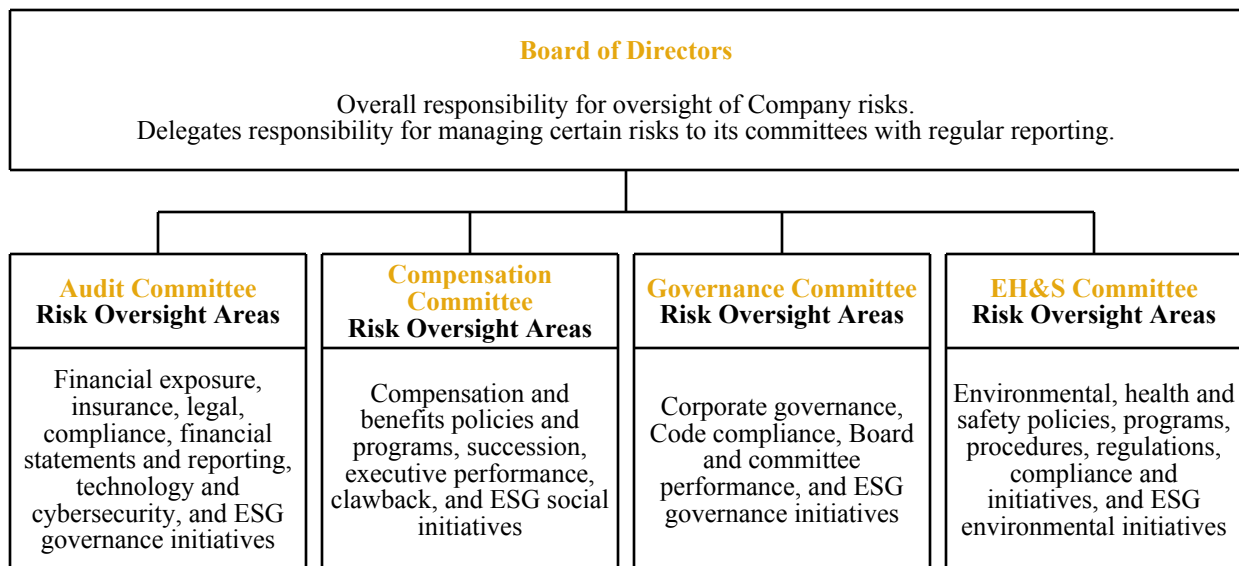 Board of Directors
Overall responsibility for oversight of Company risks.
Delegates responsibility for managing certain risks to its committees with regular reporting.
Audit Committee
Risk Oversight Areas
Financial exposure,
insurance, legal,
compliance, financial
statements and reporting,
technology and
cybersecurity, and ESG
governance initiatives
Compensation
Committee
Risk Oversight Areas
Compensation and
benefits policies and
programs, succession,
executive performance,
clawback, and ESG social
initiatives
Governance Committee
Risk Oversight Areas
Corporate governance,
Code compliance, Board
and committee
performance, and ESG
governance initiatives
EH&S Committee
Risk Oversight Areas
Environmental, health and
safety policies, programs,
procedures, regulations,
compliance and
initiatives, and ESG
environmental initiatives